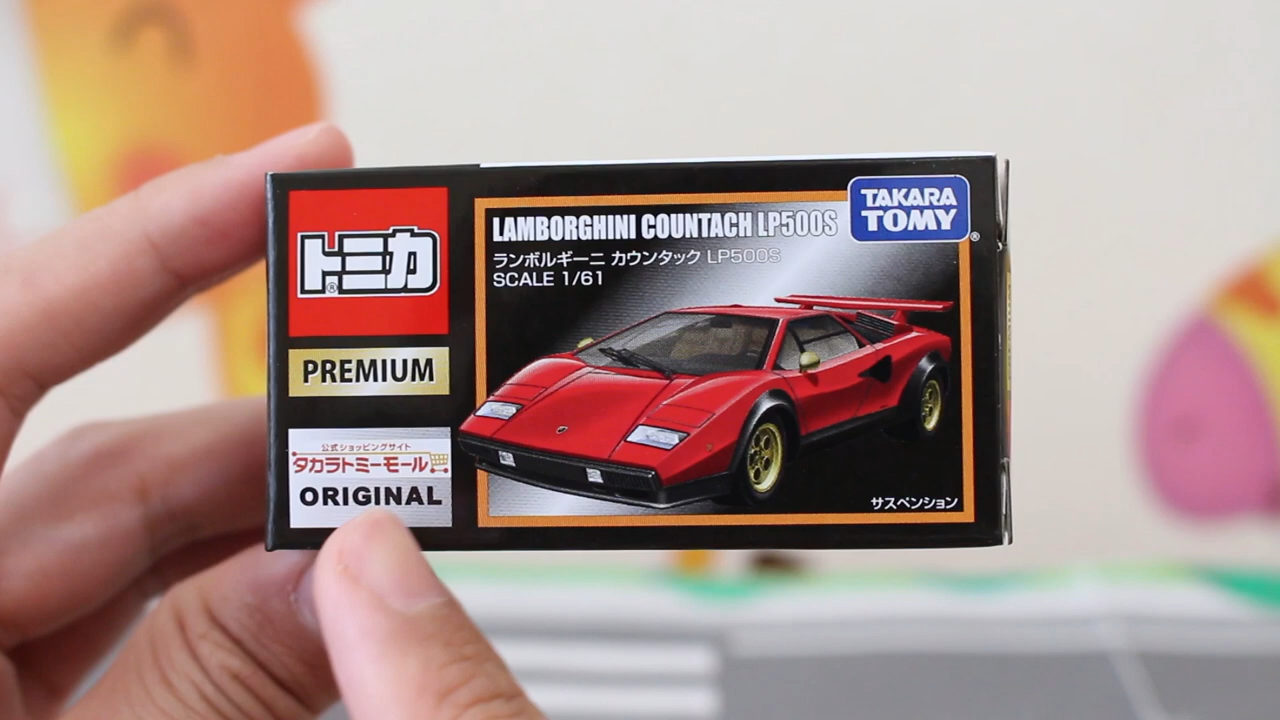 トミカ
®
PREMIUM
公式ショッピングサイト
タカラトミーモール
ORIGINAL
LAMBORGHINI COUNTACH LP500S
ランボルギーニ カウンタック LP500S
SCALE 1/61
TAKARA
TOMY
®
サスペンション